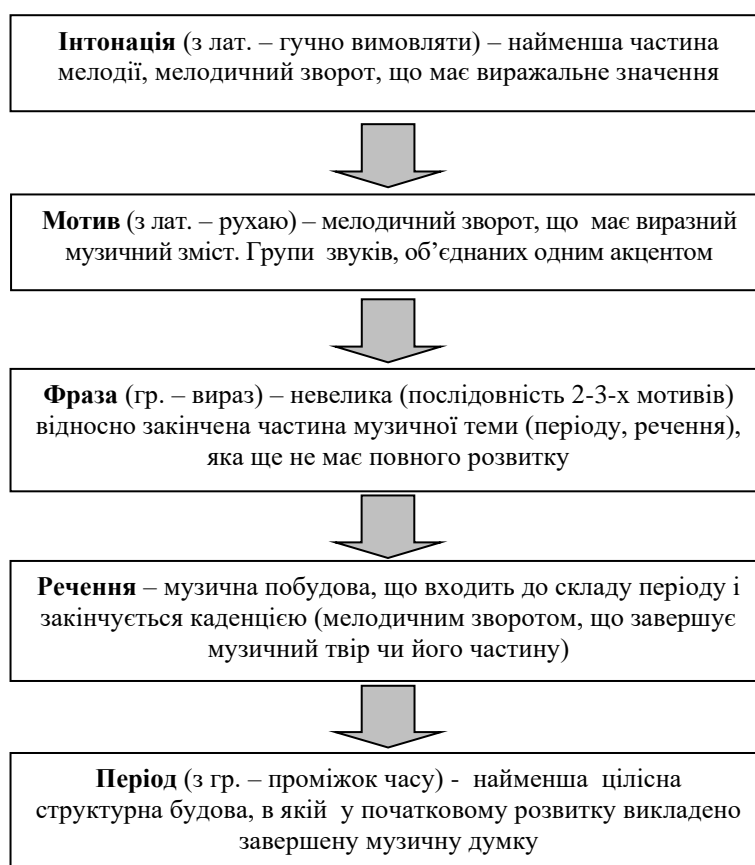 Інтонація (з лат. – гучно вимовляти) – найменша частина
мелодії, мелодичний зворот, що має виражальне значення
Мотив (з лат. – рухаю) – мелодичний зворот, що має виразний
музичний зміст. Групи звуків, об’єднаних одним акцентом
Фраза (гр. – вираз) – невелика (послідовність 2-3-х мотивів)
відносно закінчена частина музичної теми (періоду, речення),
яка ще не має повного розвитку
Речення – музична побудова, що входить до складу періоду і
закінчується каденцією (мелодичним зворотом, що завершує
музичний твір чи його частину)
Період (з гр. – проміжок часу) - найменша цілісна
структурна будова, в якій у початковому розвитку викладено
завершену музичну думку